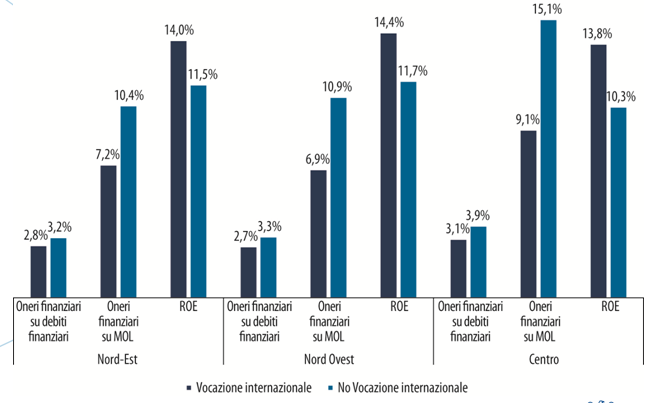 15,1%
14,4%
14,0%
13,8%
11,5%
11,7%
10,4%
10,9%
10,3%
9,1%
7,2%
6,9%
2,8%
3,2%
2,7%
3,3%
3,1%
3,9%
Oneri finanziari
su debiti
finanziari
Oneri
finanziari
su MOL
ROE
Oneri finanziari
su debiti
finanziari
Oneri
finanziari
su MOL
ROE
Oneri finanziari
su debiti
finanziari
Oneri
finanziari
su MOL
ROE
Nord-Est
Nord Ovest
Centro
Vocazione internazionale
No Vocazione internazionale